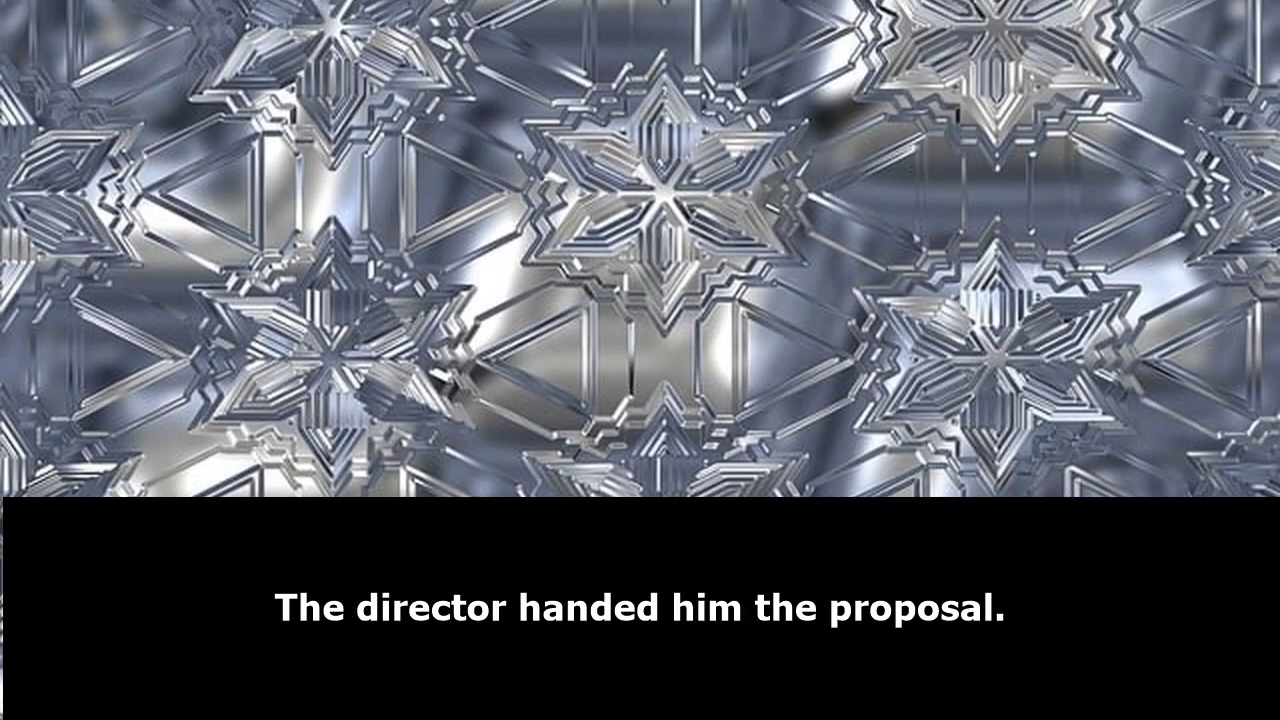 The director handed him the proposal.